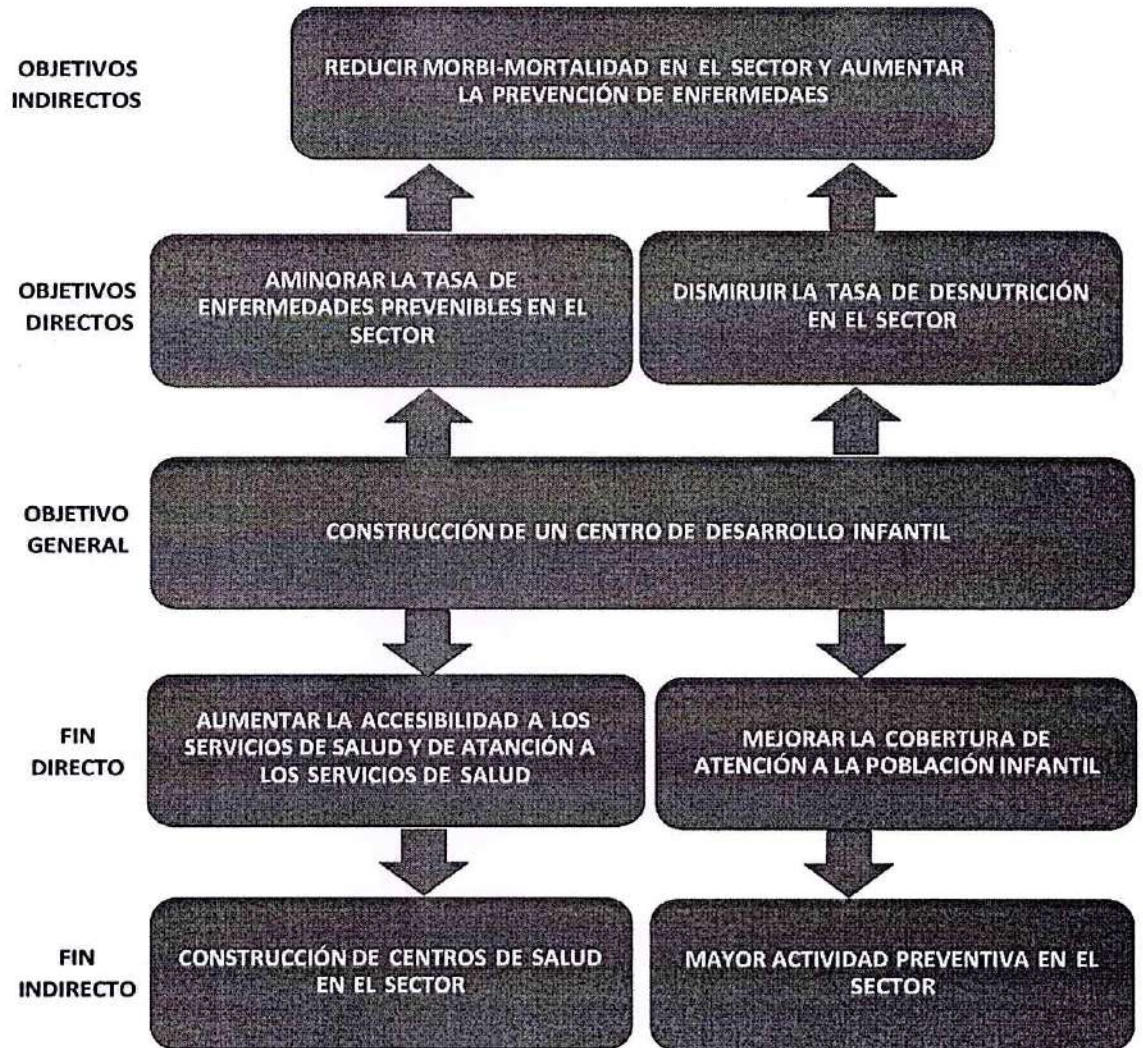 OBJETIVOS
INDIRECTOS
REDUCIR MORBI-MORTALIDAD EN EL SECTOR Y AUMENTAR
LA PREVENCIÓN DE ENFERMEDAES
OBJETIVOS
DIRECTOS
AMINORAR LA TASA DE
ENFERMEDADES PREVENIBLES EN EL
SECTOR
DISMIRUIR LA TASA DE DESNUTRICIÓN
EN EL SECTOR
OBJETIVO
GENERAL
CONSTRUCCIÓN DE UN CENTRO DE DESARROLLO INFANTIL
FIN
DIRECTO
AUMENTAR LA ACCESIBILIDAD A LOS
SERVICIOS DE SALUD Y DE ATANCIÓN A
LOS SERVICIOS DE SALUD
MEJORAR LA COBERTURA DE
ATENCIÓN A LA POBLACIÓN INFANTIL
FIN
INDIRECTO
CONSTRUCCIÓN DE CENTROS DE SALUD
EN EL SECTOR
MAYOR ACTIVIDAD PREVENTIVA EN EL
SECTOR